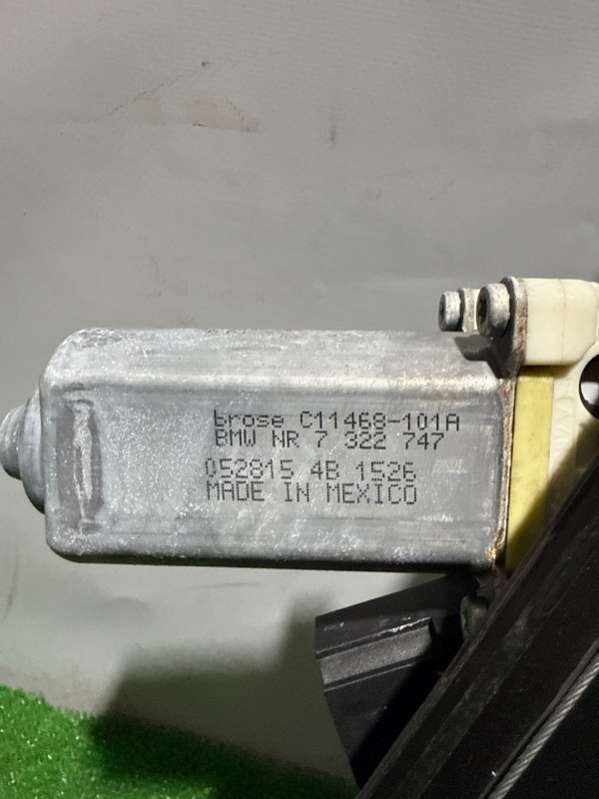 brose C11468-101A
BMW NR 7 322 747
052815 4B 1526
MADE IN MEXICO